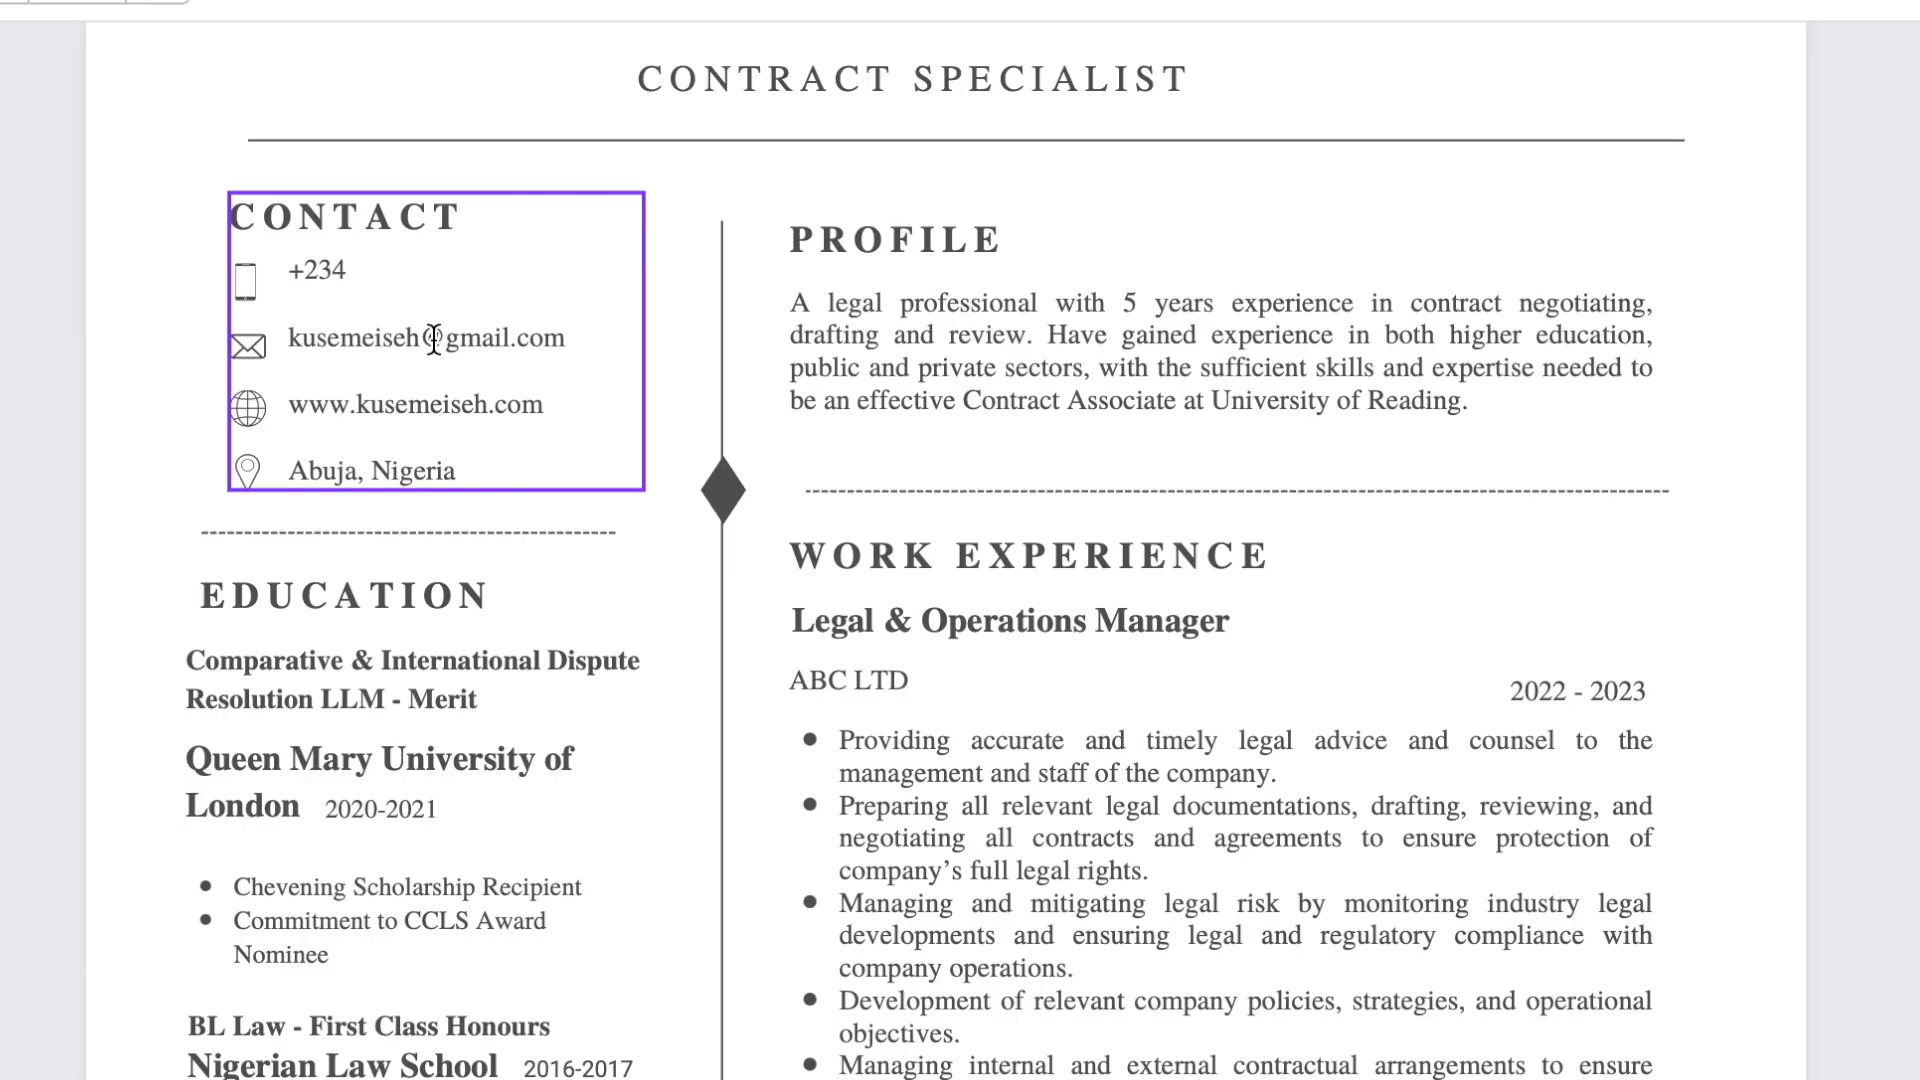 CONTRACT SPECIALIST
CONTACT
+234
kusemeiseh@gmail.com
www.kusemeiseh.com
Abuja, Nigeria
EDUCATION
Comparative & International Dispute
Resolution LLM - Merit
Queen Mary University of
London 2020-2021
Chevening Scholarship Recipient
Commitment to CCLS Award
Nominee
BL Law - First Class Honours
Nigerian Law School 2016-2017
PROFILE
A legal professional with 5 years experience in contract negotiating,
drafting and review. Have gained experience in both higher education,
public and private sectors, with the sufficient skills and expertise needed to
be an effective Contract Associate at University of Reading.
WORK EXPERIENCE
Legal & Operations Manager
ABC LTD
2022 - 2023
Providing accurate and timely legal advice and counsel to the
management and staff of the company.
Preparing all relevant legal documentations, drafting, reviewing, and
negotiating all contracts and agreements to ensure protection of
company’s full legal rights.
Managing and mitigating legal risk by monitoring industry legal
developments and ensuring legal and regulatory compliance with
company operations.
Development of relevant company policies, strategies, and operational
objectives.
Managing internal and external contractual arrangements to ensure